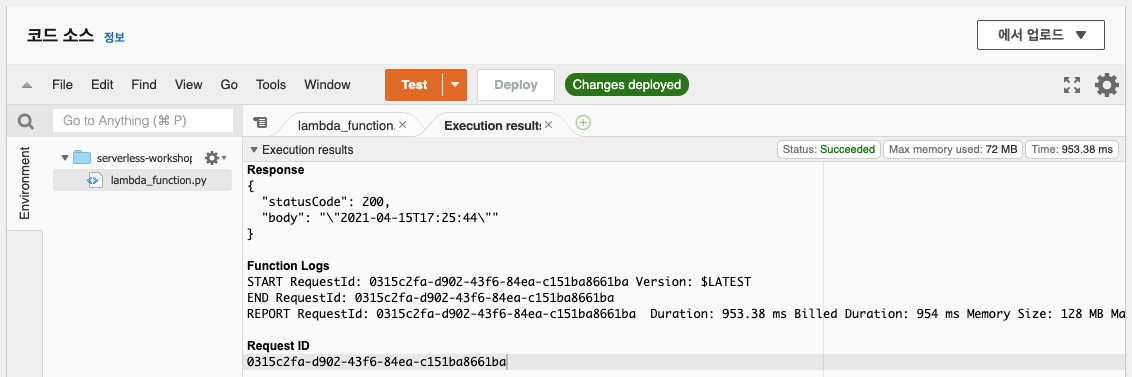 코드 소스 정보
에서 업로드 ▼
File Edit Find View Go Tools Window Test Deploy Changes deployed
Go to Anything (⌘ P)
lambda_function. × Execution results ×
Environment
serverless-workshop
lambda_function.py
▼ Execution results
Status: Succeeded Max memory used: 72 MB Time: 953.38 ms
Response
{
"statusCode": 200,
"body": "\"2021-04-15T17:25:44\""
}
Function Logs
START RequestId: 0315c2fa-d902-43f6-84ea-c151ba8661ba Version: $LATEST
END RequestId: 0315c2fa-d902-43f6-84ea-c151ba8661ba
REPORT RequestId: 0315c2fa-d902-43f6-84ea-c151ba8661ba Duration: 953.38 ms Billed Duration: 954 ms Memory Size: 128 MB Ma
Request ID
0315c2fa-d902-43f6-84ea-c151ba8661ba